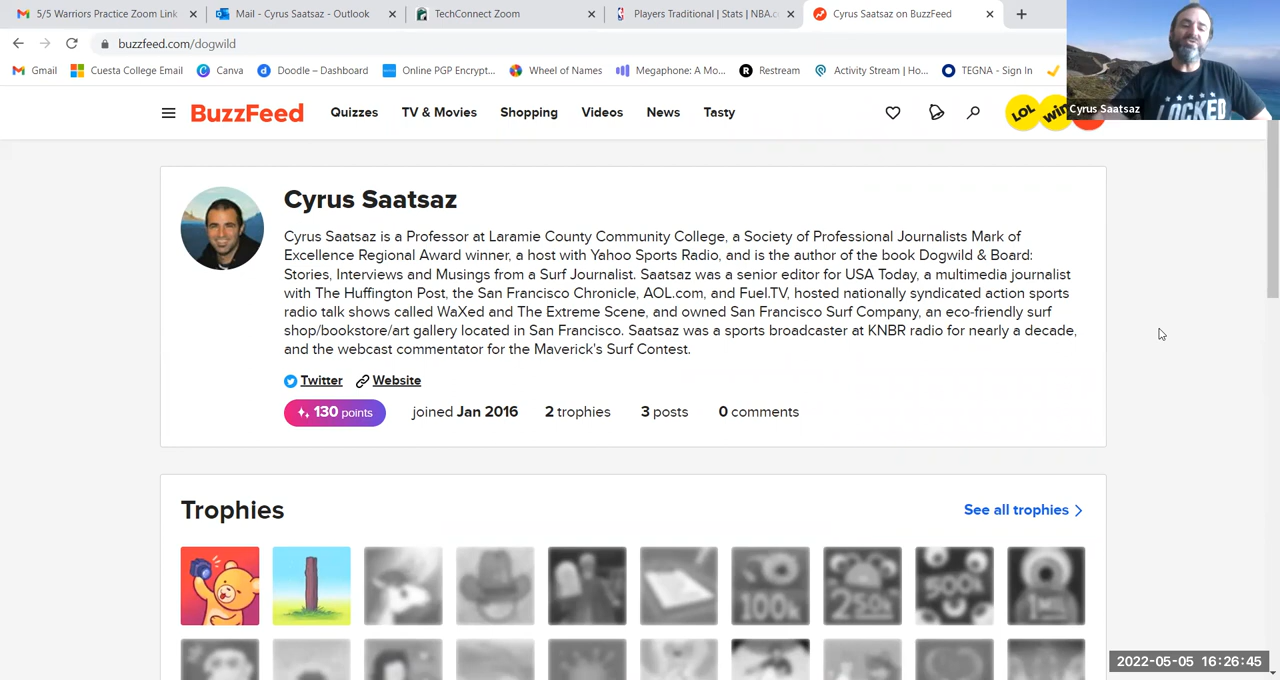 5/5 Warriors Practice Zoom Link
Mail - Cyrus Saatsaz - Outlook
TechConnect Zoom
Players Traditional | Stats | NBA.c
Cyrus Saatsaz on BuzzFeed
buzzfeed.com/dogwild
Gmail
Cuesta College Email
Canva
Doodle – Dashboard
Online PGP Encrypt...
Wheel of Names
Megaphone: A Mo...
Restream
Activity Stream | Ho...
TEGNA - Sign In
LOCKED
Cyrus Saatsaz
BuzzFeed
Quizzes
TV & Movies
Shopping
Videos
News
Tasty
LOL
win
Cyrus Saatsaz
Cyrus Saatsaz is a Professor at Laramie County Community College, a Society of Professional Journalists Mark of
Excellence Regional Award winner, a host with Yahoo Sports Radio, and is the author of the book Dogwild & Board:
Stories, Interviews and Musings from a Surf Journalist. Saatsaz was a senior editor for USA Today, a multimedia journalist
with The Huffington Post, the San Francisco Chronicle, AOL.com, and Fuel.TV, hosted nationally syndicated action sports
radio talk shows called WaXed and The Extreme Scene, and owned San Francisco Surf Company, an eco-friendly surf
shop/bookstore/art gallery located in San Francisco. Saatsaz was a sports broadcaster at KNBR radio for nearly a decade,
and the webcast commentator for the Maverick's Surf Contest.
Twitter
Website
130 points
joined Jan 2016
2 trophies
3 posts
0 comments
Trophies
See all trophies
100k
250k
500k
2022-05-05 16:26:45